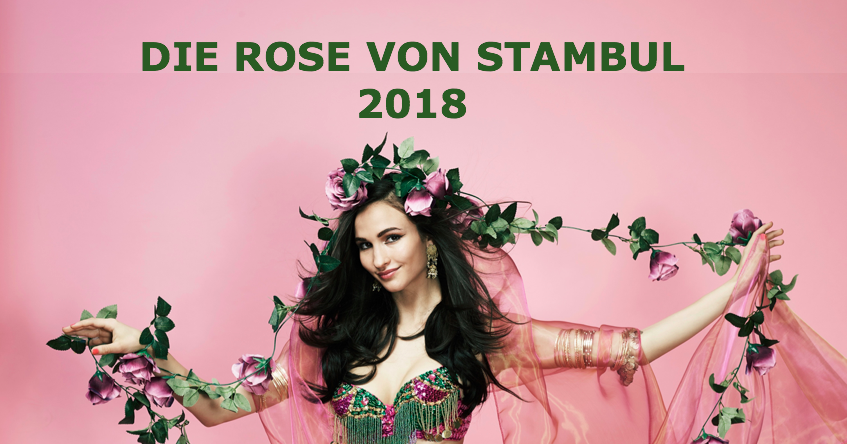 DIE ROSE VON STAMBUL
2018